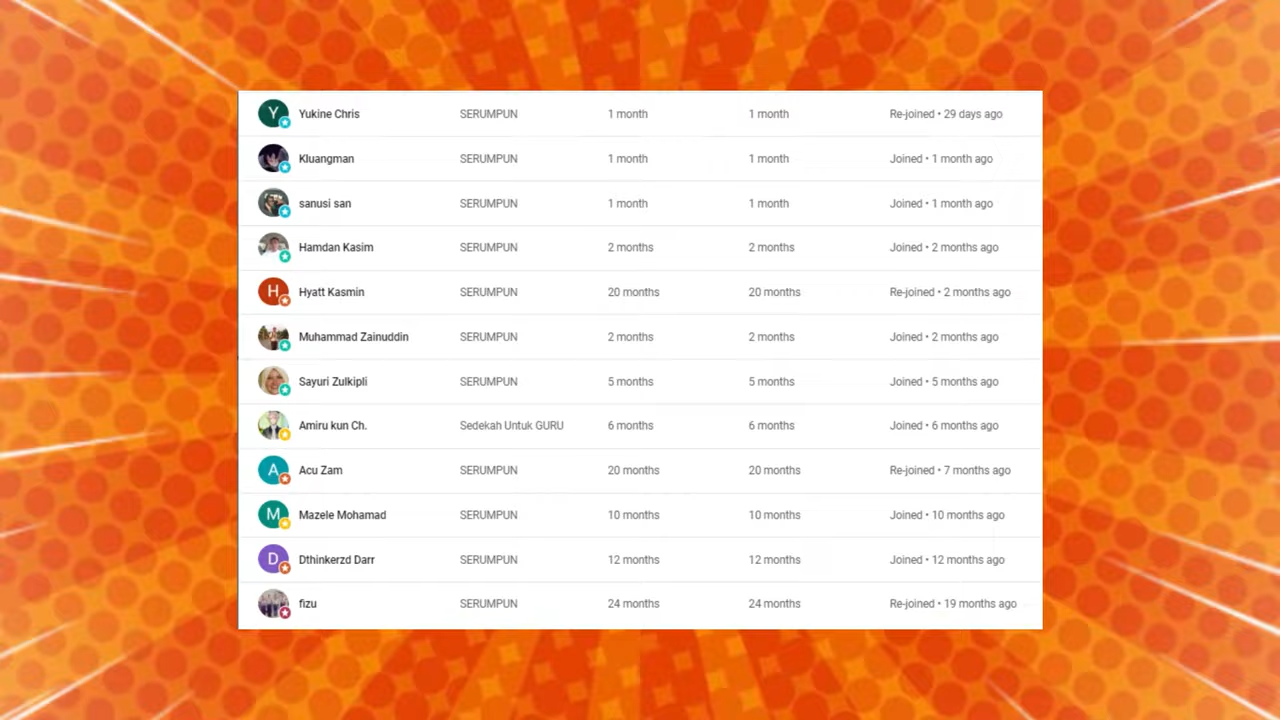 Y Yukine Chris SERUMPUN 1 month 1 month Re-joined • 29 days ago
Kluangman SERUMPUN 1 month 1 month Joined • 1 month ago
sanusi san SERUMPUN 1 month 1 month Joined • 1 month ago
Hamdan Kasim SERUMPUN 2 months 2 months Joined • 2 months ago
H Hyatt Kasmin SERUMPUN 20 months 20 months Re-joined • 2 months ago
Muhammad Zainuddin SERUMPUN 2 months 2 months Joined • 2 months ago
Sayuri Zulkipli SERUMPUN 5 months 5 months Joined • 5 months ago
Amiru kun Ch. Sedekah Untuk GURU 6 months 6 months Joined • 6 months ago
A Acu Zam SERUMPUN 20 months 20 months Re-joined • 7 months ago
M Mazele Mohamad SERUMPUN 10 months 10 months Joined • 10 months ago
D Dthinkerzd Darr SERUMPUN 12 months 12 months Joined • 12 months ago
fizu SERUMPUN 24 months 24 months Re-joined • 19 months ago